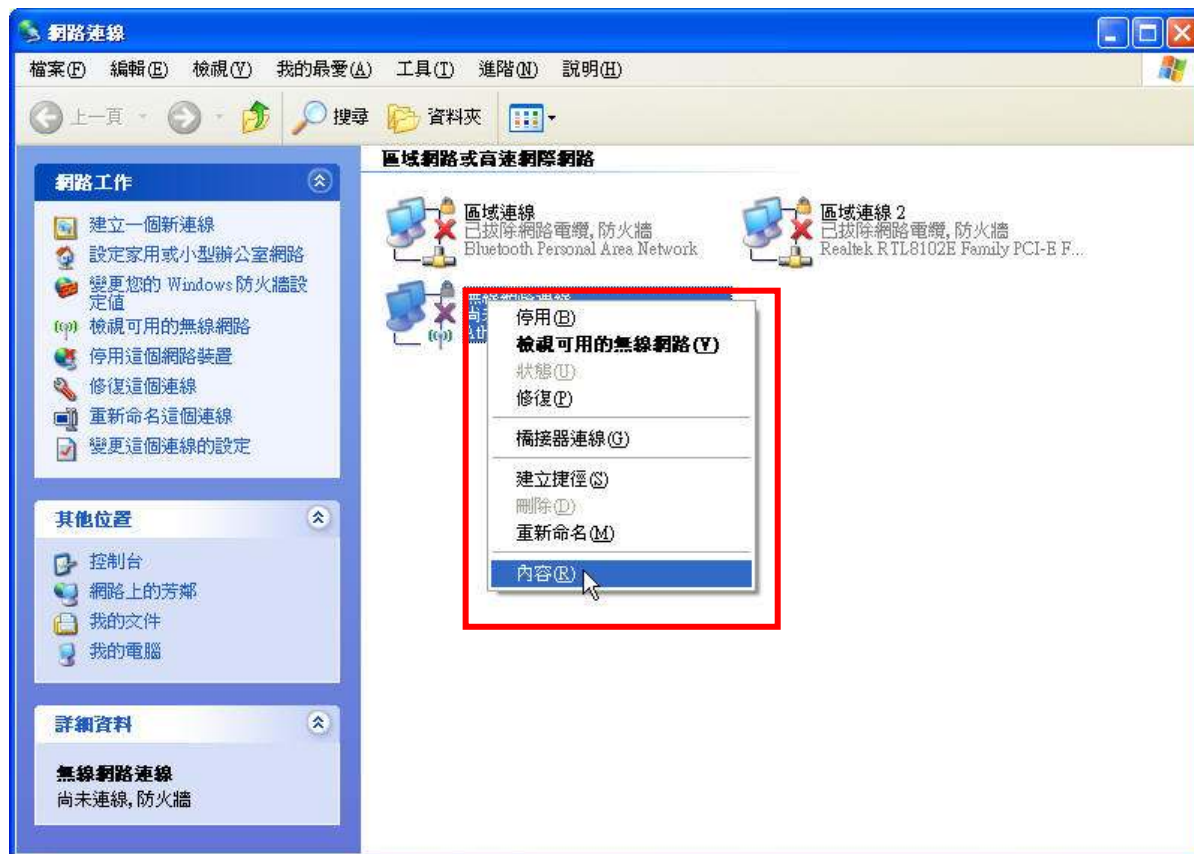 網路連線
檔案(F) 編輯(E) 檢視(V) 我的最愛(A) 工具(T) 進階(N) 說明(H)
上一頁 搜尋 資料夾
網路工作
建立一個新連線
設定家用或小型辦公室網路
變更您的 Windows 防火牆設
定值
檢視可用的無線網路
停用這個網路裝置
修復這個連線
重新命名這個連線
變更這個連線的設定
其他位置
控制台
網路上的芳鄰
我的文件
我的電腦
詳細資料
無線網路連線
尚未連線, 防火牆
區域網路或高速網際網路
區域連線
已拔除網路電纜, 防火牆
Bluetooth Personal Area Network
區域連線 2
已拔除網路電纜, 防火牆
Realtek RTL8102E Family PCI-E F...
無線網路連線
尚
Ath
停用(B)
檢視可用的無線網路(V)
狀態(U)
修復(P)
橋接器連線(G)
建立捷徑(S)
刪除(D)
重新命名(M)
內容(R)